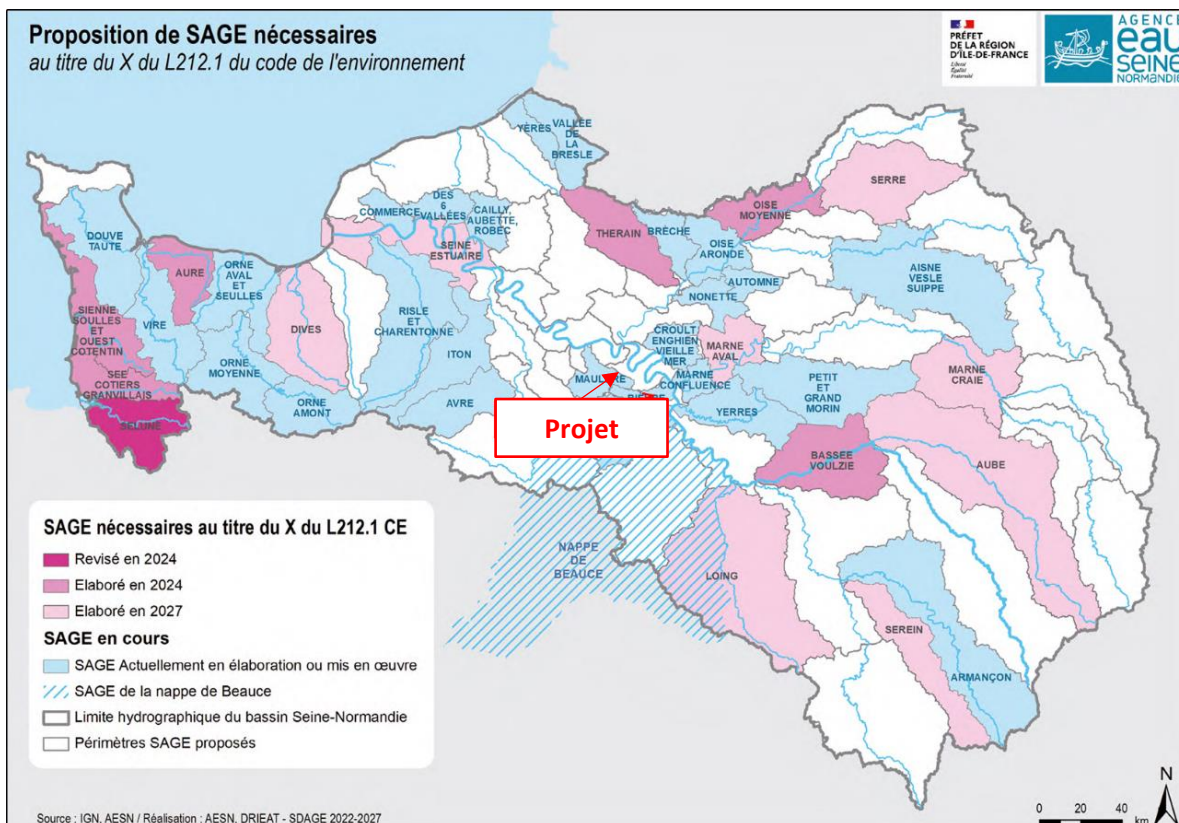 Proposition de SAGE nécessaires
au titre du X du L212.1 du code de l'environnement
PRÉFET
DE LA RÉGION
D'ÎLE-DE-FRANCE
Liberté
Égalité
Fraternité
AGENCE
eau
SEINE
NORMANDIE
YÈRES
VALLÉE
DE LA
BRESLE
SERRE
OISE
MOYENNE
COMMERCE
DES
6
VALLÉES
CAILLY,
AUBETTE,
ROBEC
THERAIN
BRÈCHE
OISE
ARONDE
DOUVE
TAUTE
AURE
ORNE
AVAL
ET
SEULLES
SEINE
ESTUAIRE
AUTOMNE
NONETTE
AISNE
VESLE
SUIPPE
SIENNE
SOULLES
ET
OUEST
COTENTIN
VIRE
DIVES
RISLE
ET
CHARENTONNE
ITON
CROULT
ENGHIEN
VIEILLE
MER
MARNE
AVAL
ORNE
MOYENNE
SEE
COTIERS
GRANVILLAIS
MARNE
CONFLUENCE
PETIT
ET
GRAND
MORIN
MARNE
CRAIE
SELUNE
ORNE
AMONT
AVRE
YERRES
Projet
BASSEE
VOULZIE
AUBE
NAPPE
DE
BEAUCE
LOING
SEREIN
ARMANÇON
SAGE nécessaires au titre du X du L212.1 CE
Revisé en 2024
Elaboré en 2024
Elaboré en 2027
SAGE en cours
SAGE Actuellement en élaboration ou mis en œuvre
SAGE de la nappe de Beauce
Limite hydrographique du bassin Seine-Normandie
Périmètres SAGE proposés
Source : IGN, AESN / Réalisation : AESN, DRIEAT - SDAGE 2022-2027
N
0 20 40
km